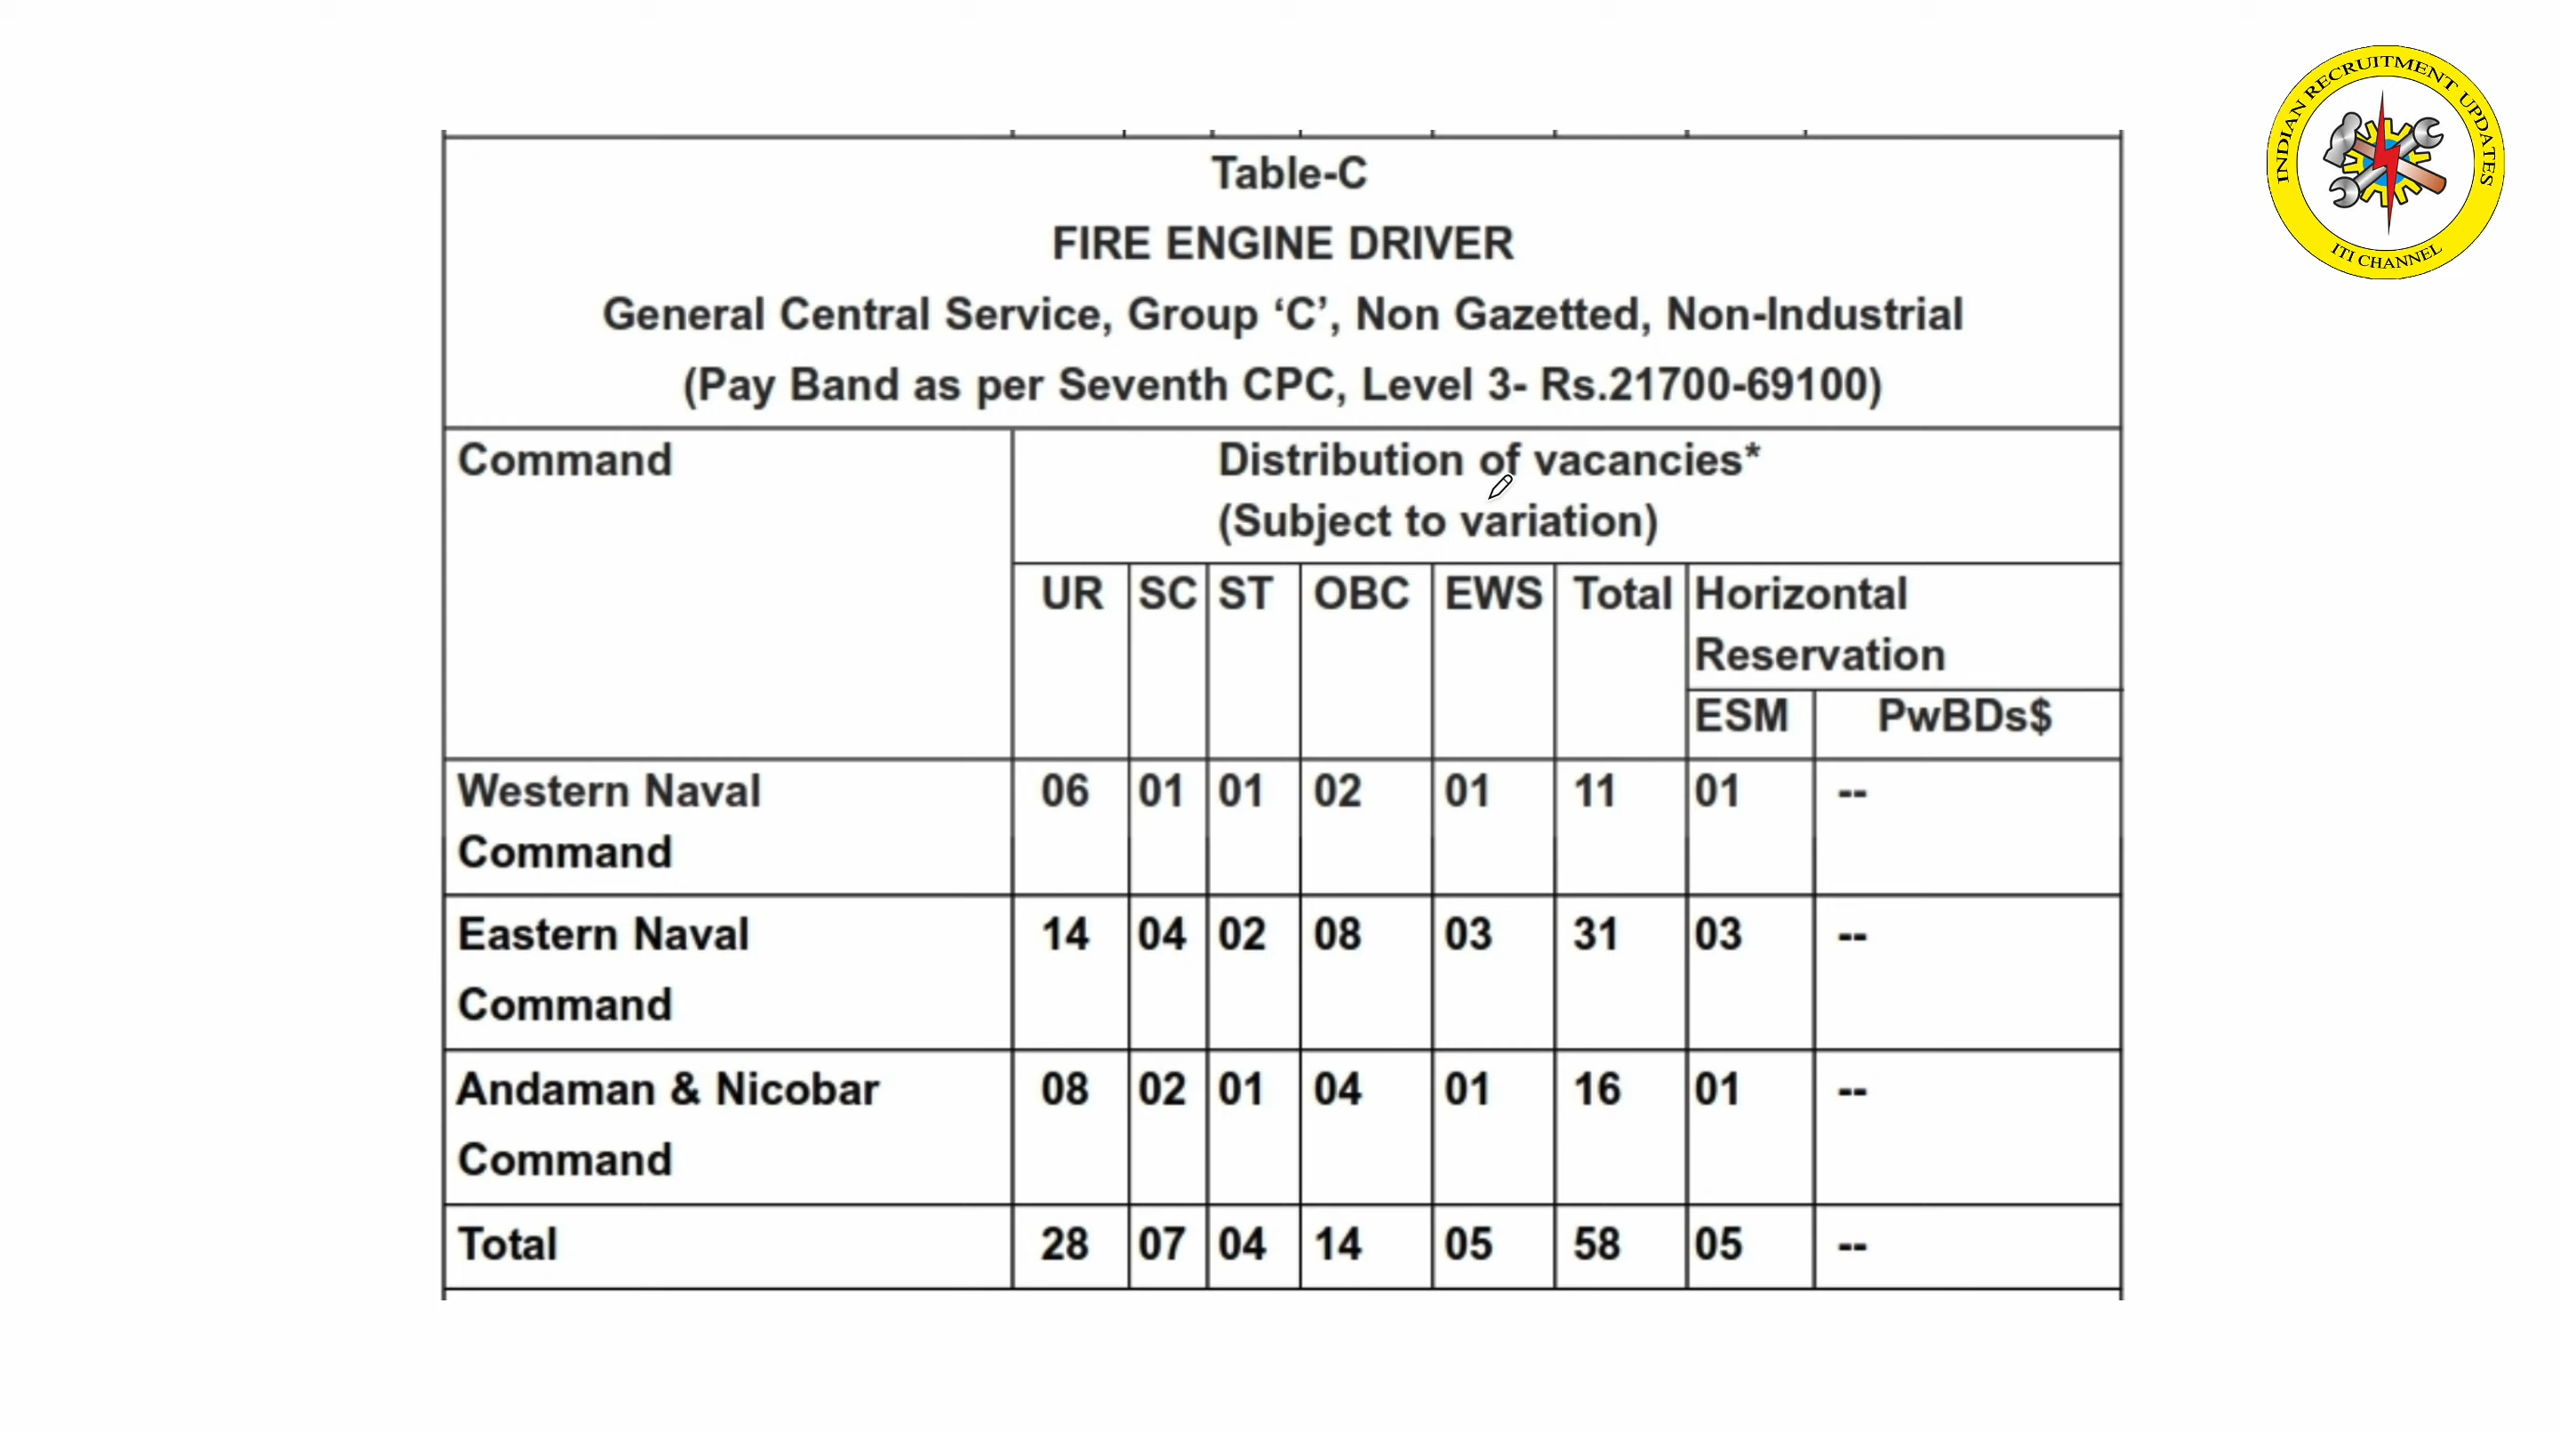 INDIAN RECRUITMENT UPDATES
ITI CHANNEL
Table-C
FIRE ENGINE DRIVER
General Central Service, Group ‘C’, Non Gazetted, Non-Industrial
(Pay Band as per Seventh CPC, Level 3- Rs.21700-69100)
Command Distribution of vacancies*
(Subject to variation)
UR SC ST OBC EWS Total Horizontal
Reservation
ESM PwBDs$
Western Naval 06 01 01 02 01 11 01 --
Command
Eastern Naval 14 04 02 08 03 31 03 --
Command
Andaman & Nicobar 08 02 01 04 01 16 01 --
Command
Total 28 07 04 14 05 58 05 --